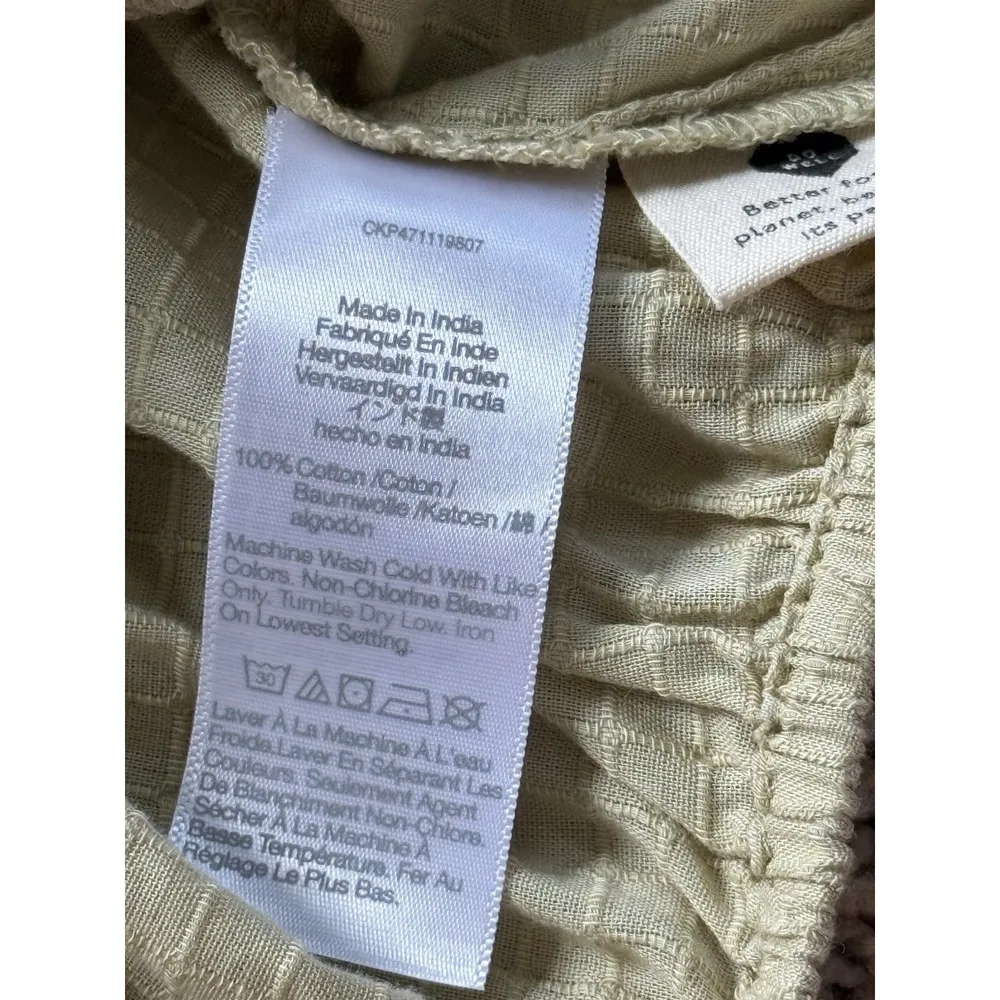 CKP471119807
Made In India
Fabriqué En Inde
Hergestellt In Indien
Vervaardigd In India
インド製
hecho en India
100% Cotton /Coton /
Baumwolle /Katoen /綿 /
algodón
Machine Wash Cold With Like
Colors. Non-Chlorine Bleach
Only. Tumble Dry Low. Iron
On Lowest Setting.
30
Laver À La Machine À L'eau
Froide.Laver En Séparant Les
Couleurs. Seulement Agent
De Blanchiment Non-Chlore.
Sécher À La Machine À
Basse Température. Fer Au
Réglage Le Plus Bas.
DO
WELL
Better for
planet. be
its pe